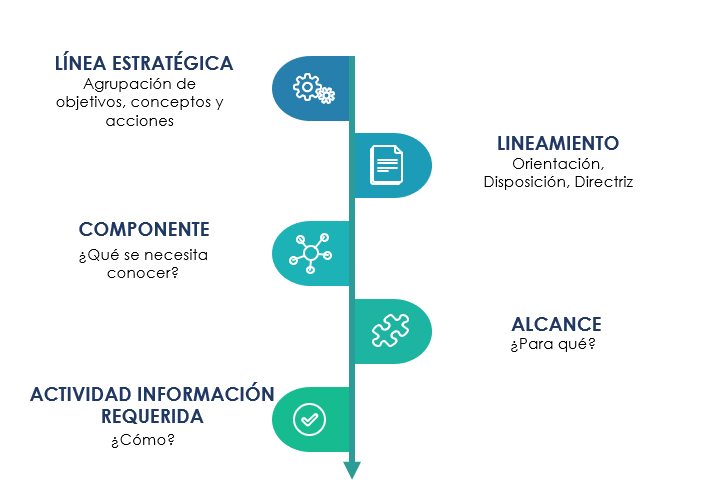 LÍNEA ESTRATÉGICA
Agrupación de
objetivos, conceptos y
acciones
LINEAMIENTO
Orientación,
Disposición, Directriz
COMPONENTE
¿Qué se necesita
conocer?
ALCANCE
¿Para qué?
ACTIVIDAD INFORMACIÓN
REQUERIDA
¿Cómo?